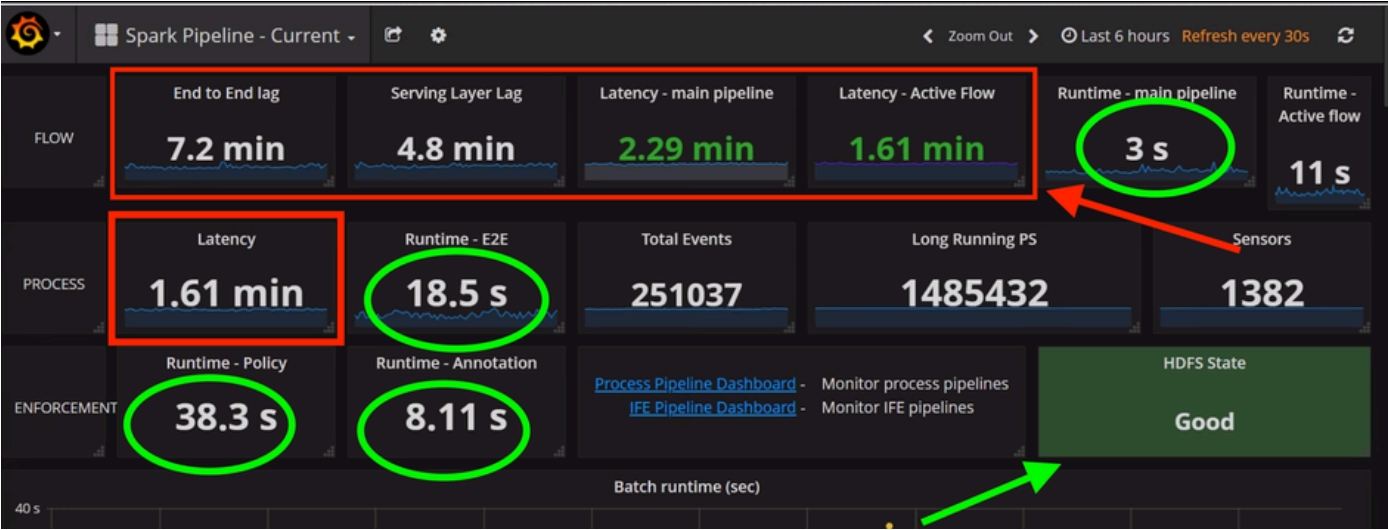 Spark Pipeline - Current
Zoom Out
Last 6 hours Refresh every 30s
FLOW
End to End lag
7.2 min
Serving Layer Lag
4.8 min
Latency - main pipeline
2.29 min
Latency - Active Flow
1.61 min
Runtime - main pipeline
3 s
Runtime -
Active flow
11 s
PROCESS
Latency
1.61 min
Runtime - E2E
18.5 s
Total Events
251037
Long Running PS
1485432
Sensors
1382
ENFORCEMENT
Runtime - Policy
38.3 s
Runtime - Annotation
8.11 s
Process Pipeline Dashboard - Monitor process pipelines
IFE Pipeline Dashboard - Monitor IFE pipelines
HDFS State
Good
Batch runtime (sec)
40 s